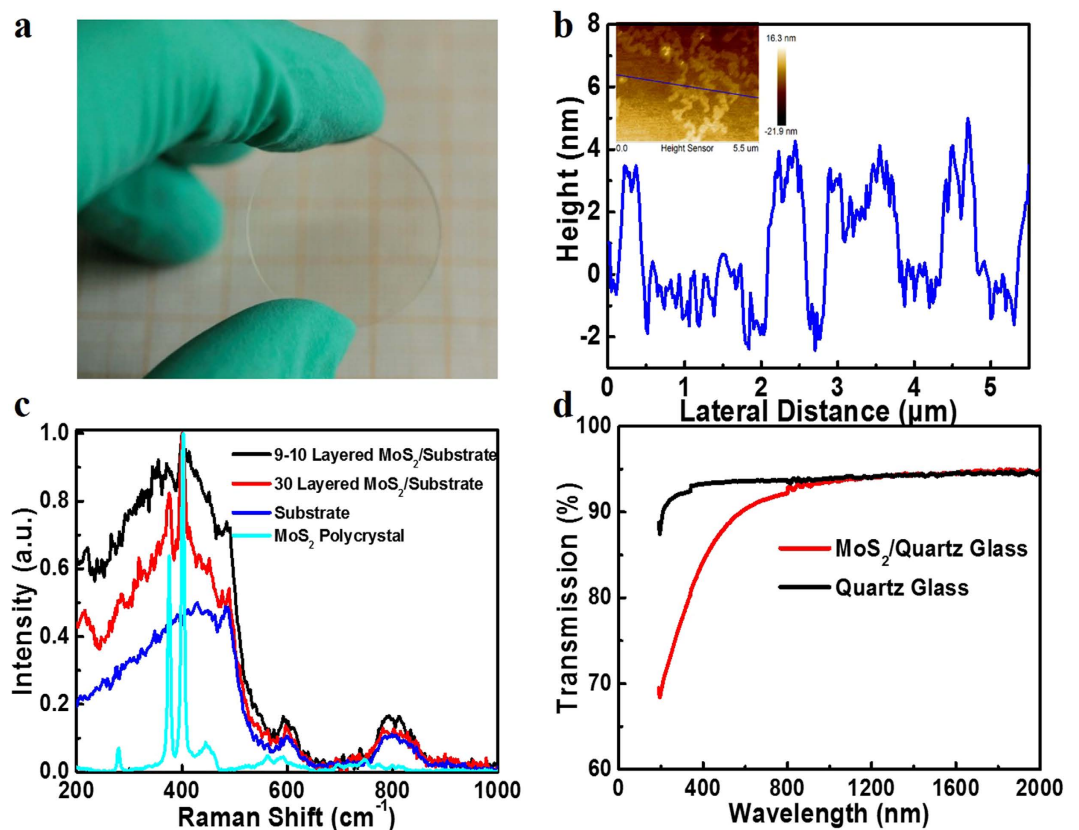 a
b
Height (nm)
8
6
4
2
0
-2
0
1
2
3
4
5
Lateral Distance (µm)
16.3 nm
-21.9 nm
0.0
Height Sensor
5.5 um
c
Intensity (a.u.)
1.0
0.8
0.6
0.4
0.2
0.0
200
400
600
800
1000
Raman Shift (cm⁻¹)
9-10 Layered MoS₂/Substrate
30 Layered MoS₂/Substrate
Substrate
MoS₂ Polycrystal
d
Transmission (%)
100
90
80
70
60
0
400
800
1200
1600
2000
Wavelength (nm)
MoS₂/Quartz Glass
Quartz Glass